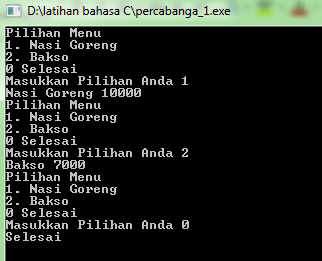 D:\latihan bahasa C\percabanga_1.exe
Pilihan Menu
1. Nasi Goreng
2. Bakso
0 Selesai
Masukkan Pilihan Anda 1
Nasi Goreng 10000
Pilihan Menu
1. Nasi Goreng
2. Bakso
0 Selesai
Masukkan Pilihan Anda 2
Bakso 7000
Pilihan Menu
1. Nasi Goreng
2. Bakso
0 Selesai
Masukkan Pilihan Anda 0
Selesai